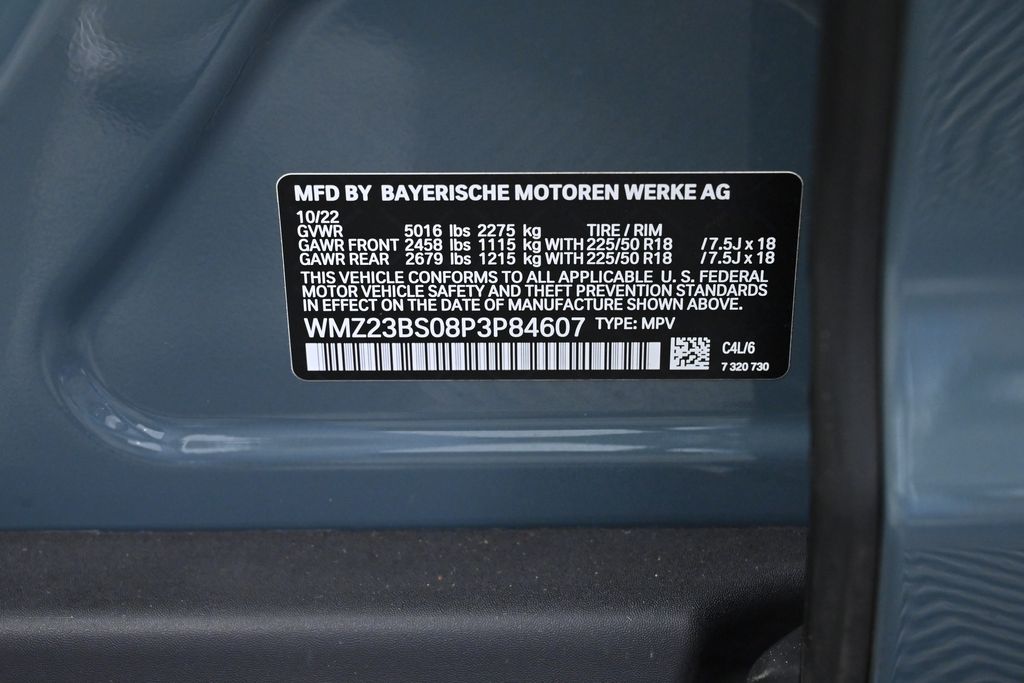 MFD BY BAYERISCHE MOTOREN WERKE AG
10/22
GVWR 5016 lbs 2275 kg TIRE / RIM
GAWR FRONT 2458 lbs 1115 kg WITH 225/50 R18 /7.5J x 18
GAWR REAR 2679 lbs 1215 kg WITH 225/50 R18 /7.5J x 18
THIS VEHICLE CONFORMS TO ALL APPLICABLE U. S. FEDERAL
MOTOR VEHICLE SAFETY AND THEFT PREVENTION STANDARDS
IN EFFECT ON THE DATE OF MANUFACTURE SHOWN ABOVE.
WMZ23BS08P3P84607 TYPE: MPV
C4L/6
7 320 730